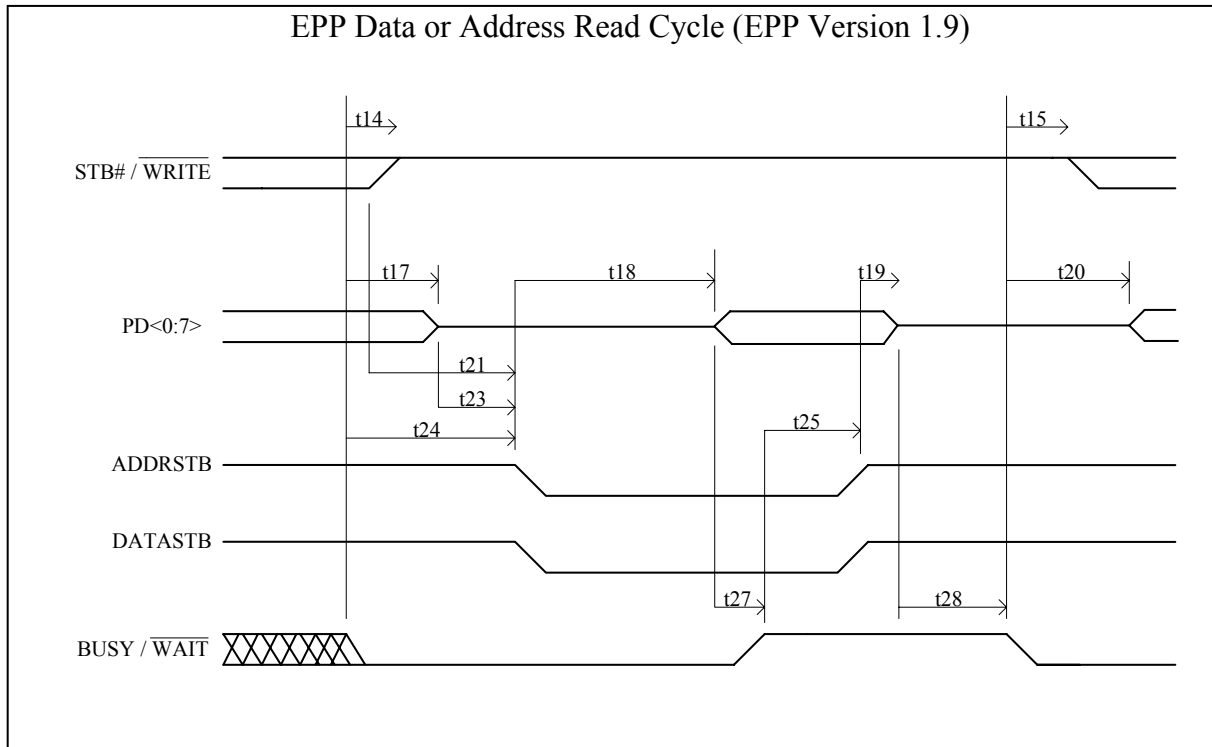 EPP Data or Address Read Cycle (EPP Version 1.9)
t14
t15
STB# / WRITE
t17
t18
t19
t20
PD<0:7>
t21
t23
t25
t24
ADDRSTB
DATASTB
t27
t28
BUSY / WAIT